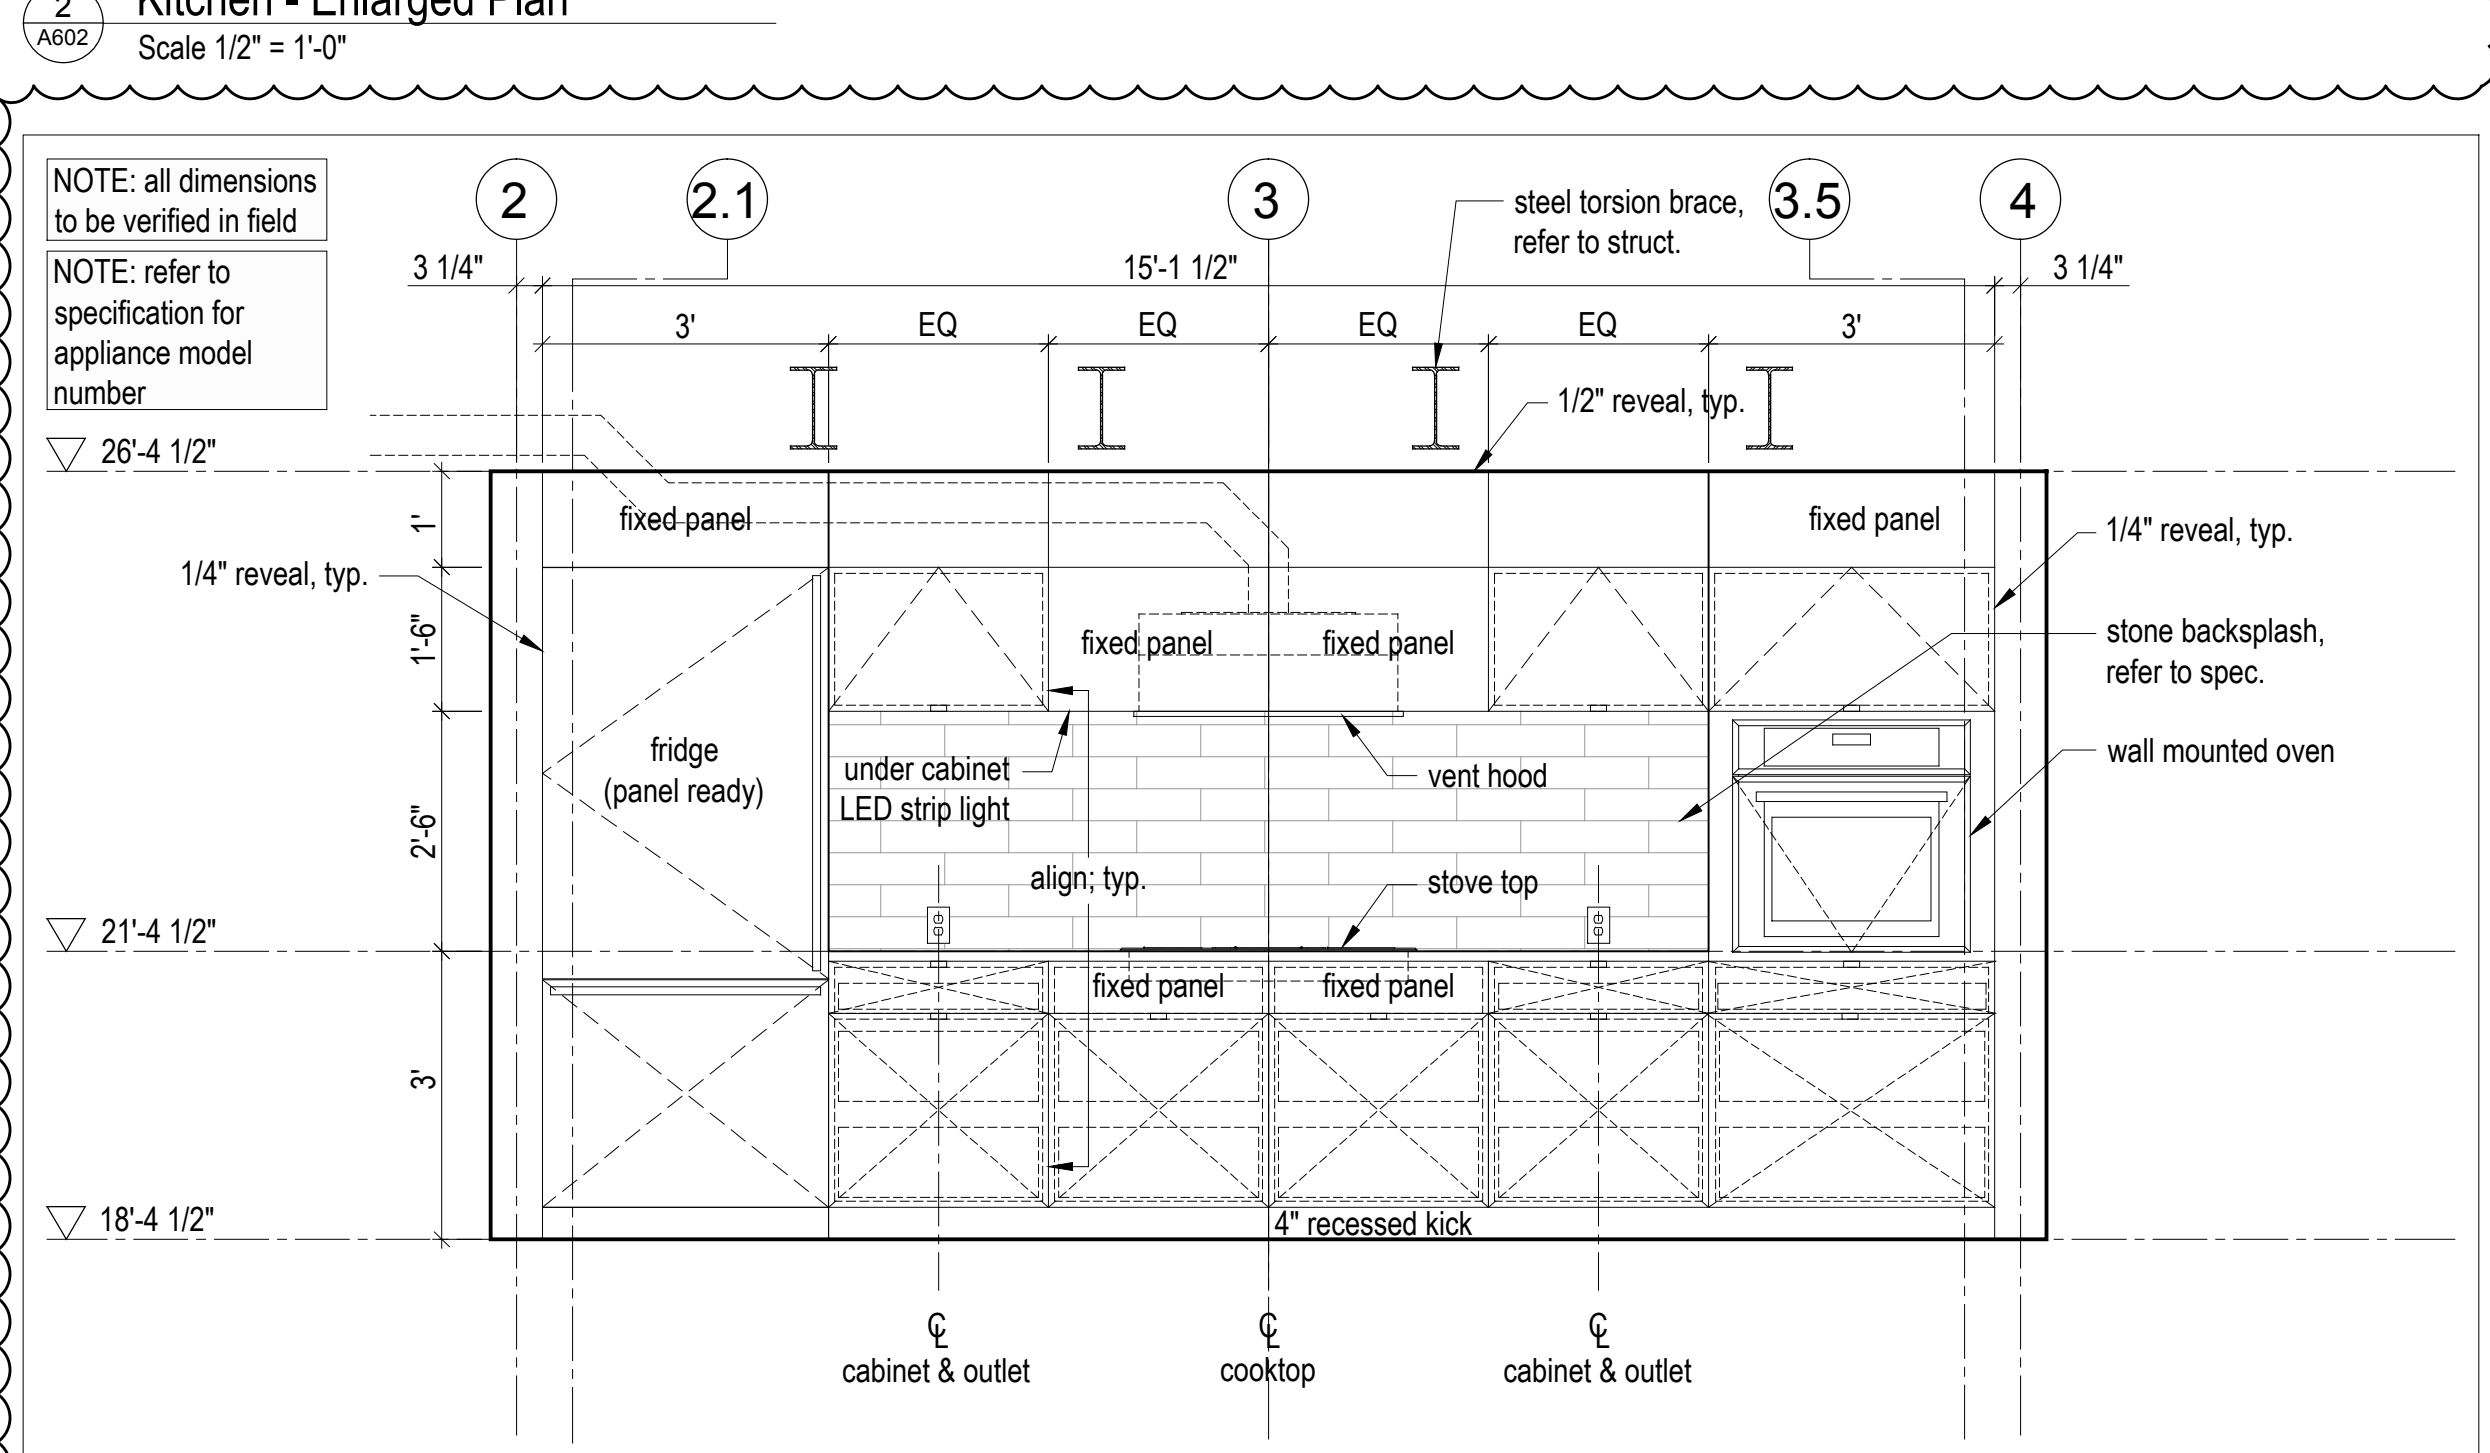 2
A602
Kitchen - Enlarged Plan
Scale 1/2" = 1'-0"
NOTE: all dimensions
to be verified in field
NOTE: refer to
specification for
appliance model
number
2
2.1
3
3.5
4
steel torsion brace,
refer to struct.
3 1/4"
15'-1 1/2"
3 1/4"
3'
EQ
EQ
EQ
EQ
3'
1/2" reveal, typ.
26'-4 1/2"
1'
fixed panel
fixed panel
1/4" reveal, typ.
1/4" reveal, typ.
1'-6"
fixed panel
fixed panel
stone backsplash,
refer to spec.
fridge
(panel ready)
under cabinet
LED strip light
vent hood
wall mounted oven
2'-6"
align; typ.
stove top
21'-4 1/2"
fixed panel
fixed panel
3'
18'-4 1/2"
4" recessed kick
℄
cabinet & outlet
℄
cooktop
℄
cabinet & outlet